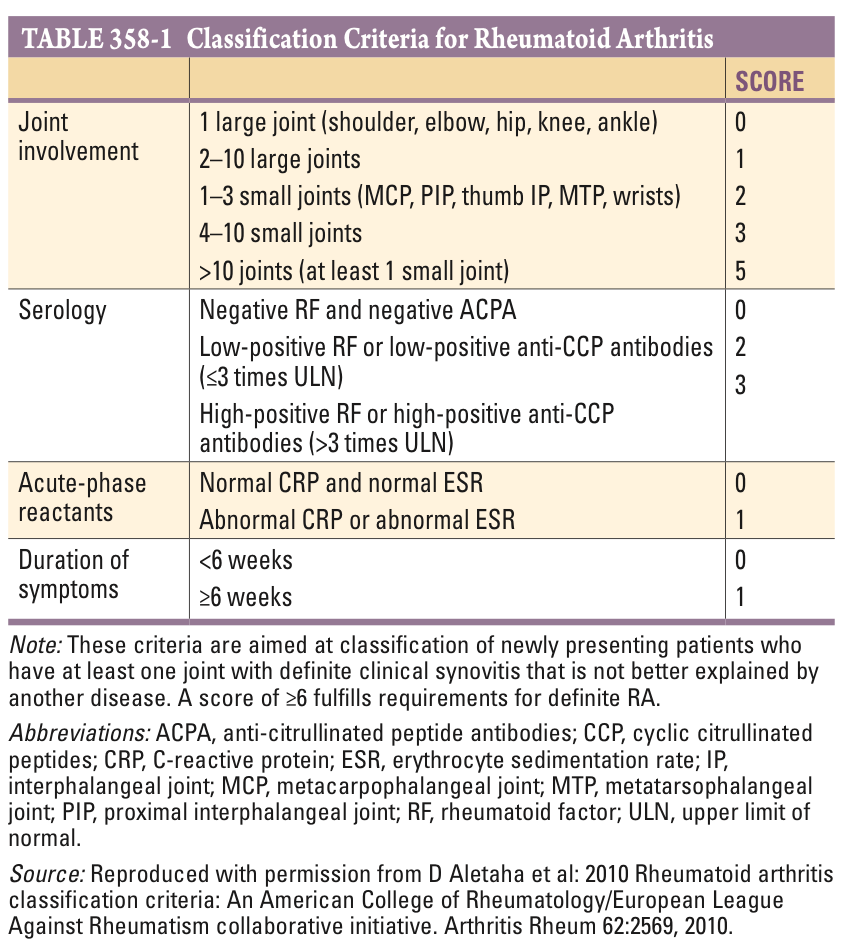 TABLE 358-1 Classification Criteria for Rheumatoid Arthritis
SCORE
Joint involvement
1 large joint (shoulder, elbow, hip, knee, ankle) 0
2–10 large joints 1
1–3 small joints (MCP, PIP, thumb IP, MTP, wrists) 2
4–10 small joints 3
>10 joints (at least 1 small joint) 5
Serology
Negative RF and negative ACPA 0
Low-positive RF or low-positive anti-CCP antibodies 2
(≤3 times ULN) 3
High-positive RF or high-positive anti-CCP
antibodies (>3 times ULN)
Acute-phase
reactants
Normal CRP and normal ESR 0
Abnormal CRP or abnormal ESR 1
Duration of
symptoms
<6 weeks 0
≥6 weeks 1
Note: These criteria are aimed at classification of newly presenting patients who
have at least one joint with definite clinical synovitis that is not better explained by
another disease. A score of ≥6 fulfills requirements for definite RA.
Abbreviations: ACPA, anti-citrullinated peptide antibodies; CCP, cyclic citrullinated
peptides; CRP, C-reactive protein; ESR, erythrocyte sedimentation rate; IP,
interphalangeal joint; MCP, metacarpophalangeal joint; MTP, metatarsophalangeal
joint; PIP, proximal interphalangeal joint; RF, rheumatoid factor; ULN, upper limit of
normal.
Source: Reproduced with permission from D Aletaha et al: 2010 Rheumatoid arthritis
classification criteria: An American College of Rheumatology/European League
Against Rheumatism collaborative initiative. Arthritis Rheum 62:2569, 2010.